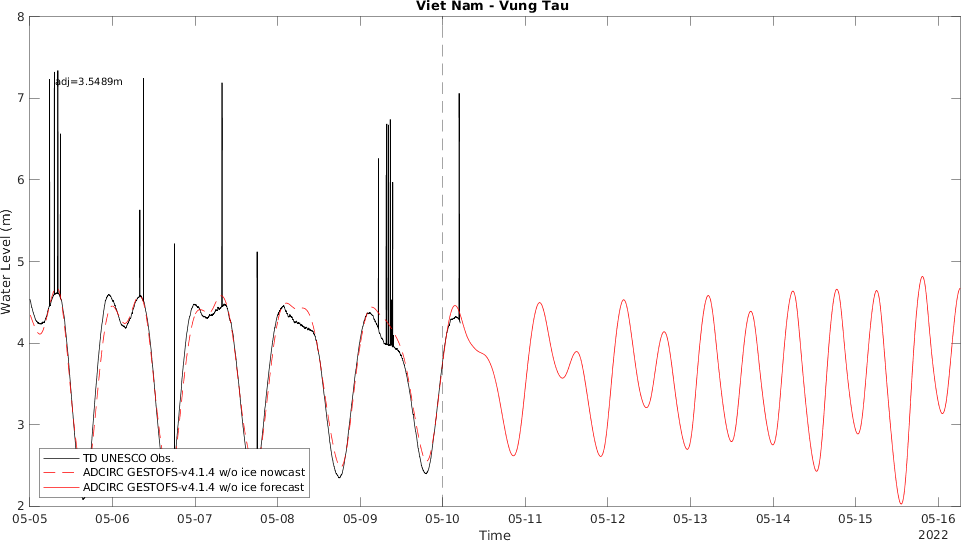 Viet Nam - Vung Tau
8
7
6
5
4
3
2
Water Level (m)
adj=3.5489m
TD UNESCO Obs.
ADCIRC GESTOFS-v4.1.4 w/o ice nowcast
ADCIRC GESTOFS-v4.1.4 w/o ice forecast
05-05 05-06 05-07 05-08 05-09 05-10 05-11 05-12 05-13 05-14 05-15 05-16
Time
2022